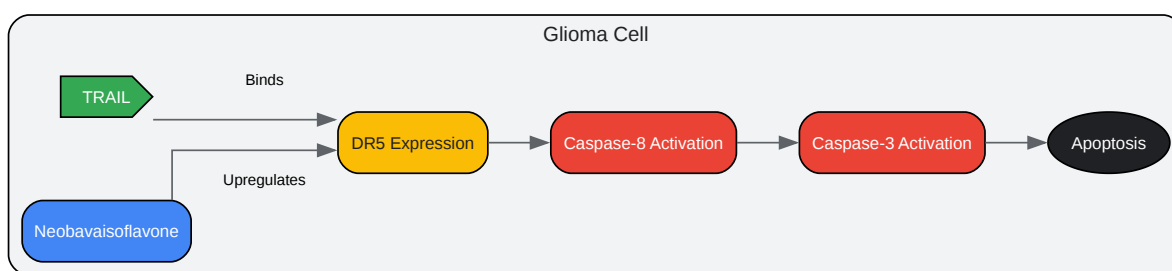 Glioma Cell
Binds
TRAIL
DR5 Expression
Caspase-8 Activation
Caspase-3 Activation
Apoptosis
Upregulates
Neobavaisoflavone